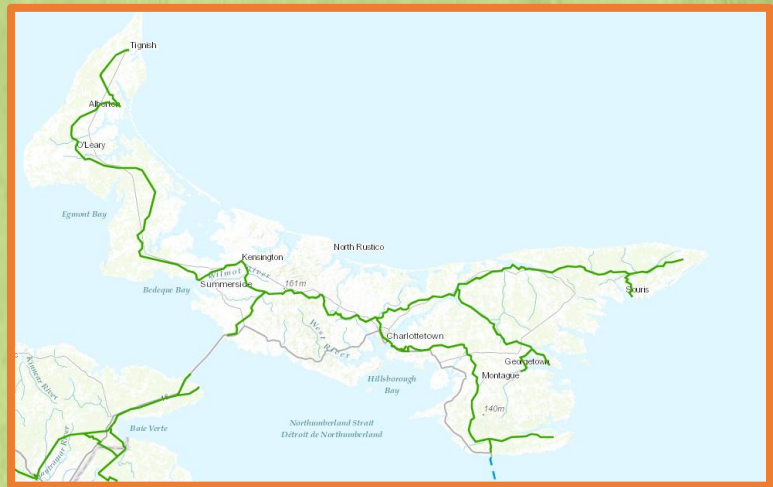 Tignish
Alberton
O'Leary
Egmont Bay
North Rustico
Kensington
Wilmot River
161m
Summerside
Bedeque Bay
Souris
West River
Charlottetown
Georgetown
Montague
Hillsborough
Bay
140m
Northumberland Strait
Détroit de Northumberland
Baie Verte